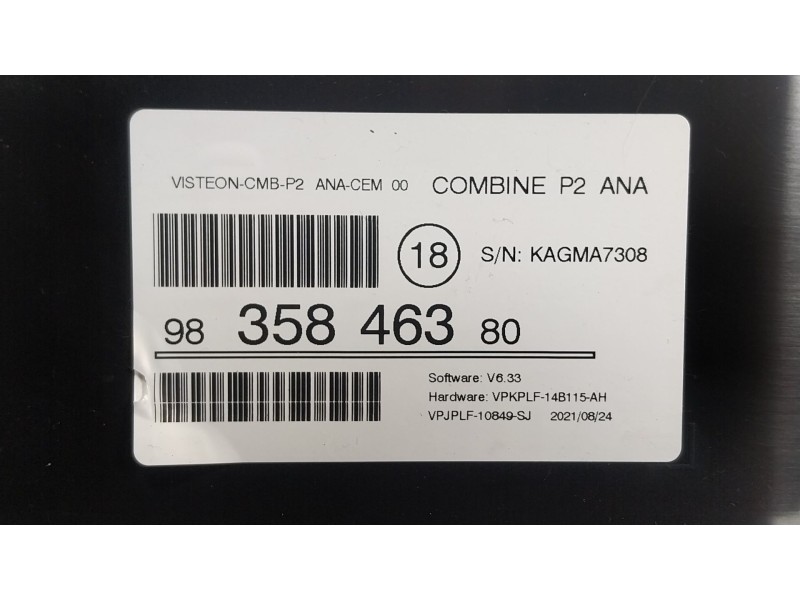 VISTEON-CMB-P2 ANA-CEM 00 COMBINE P2 ANA
18 S/N: KAGMA7308
98 358 463 80
Software: V6.33
Hardware: VPKPLF-14B115-AH
VPJPLF-10849-SJ 2021/08/24